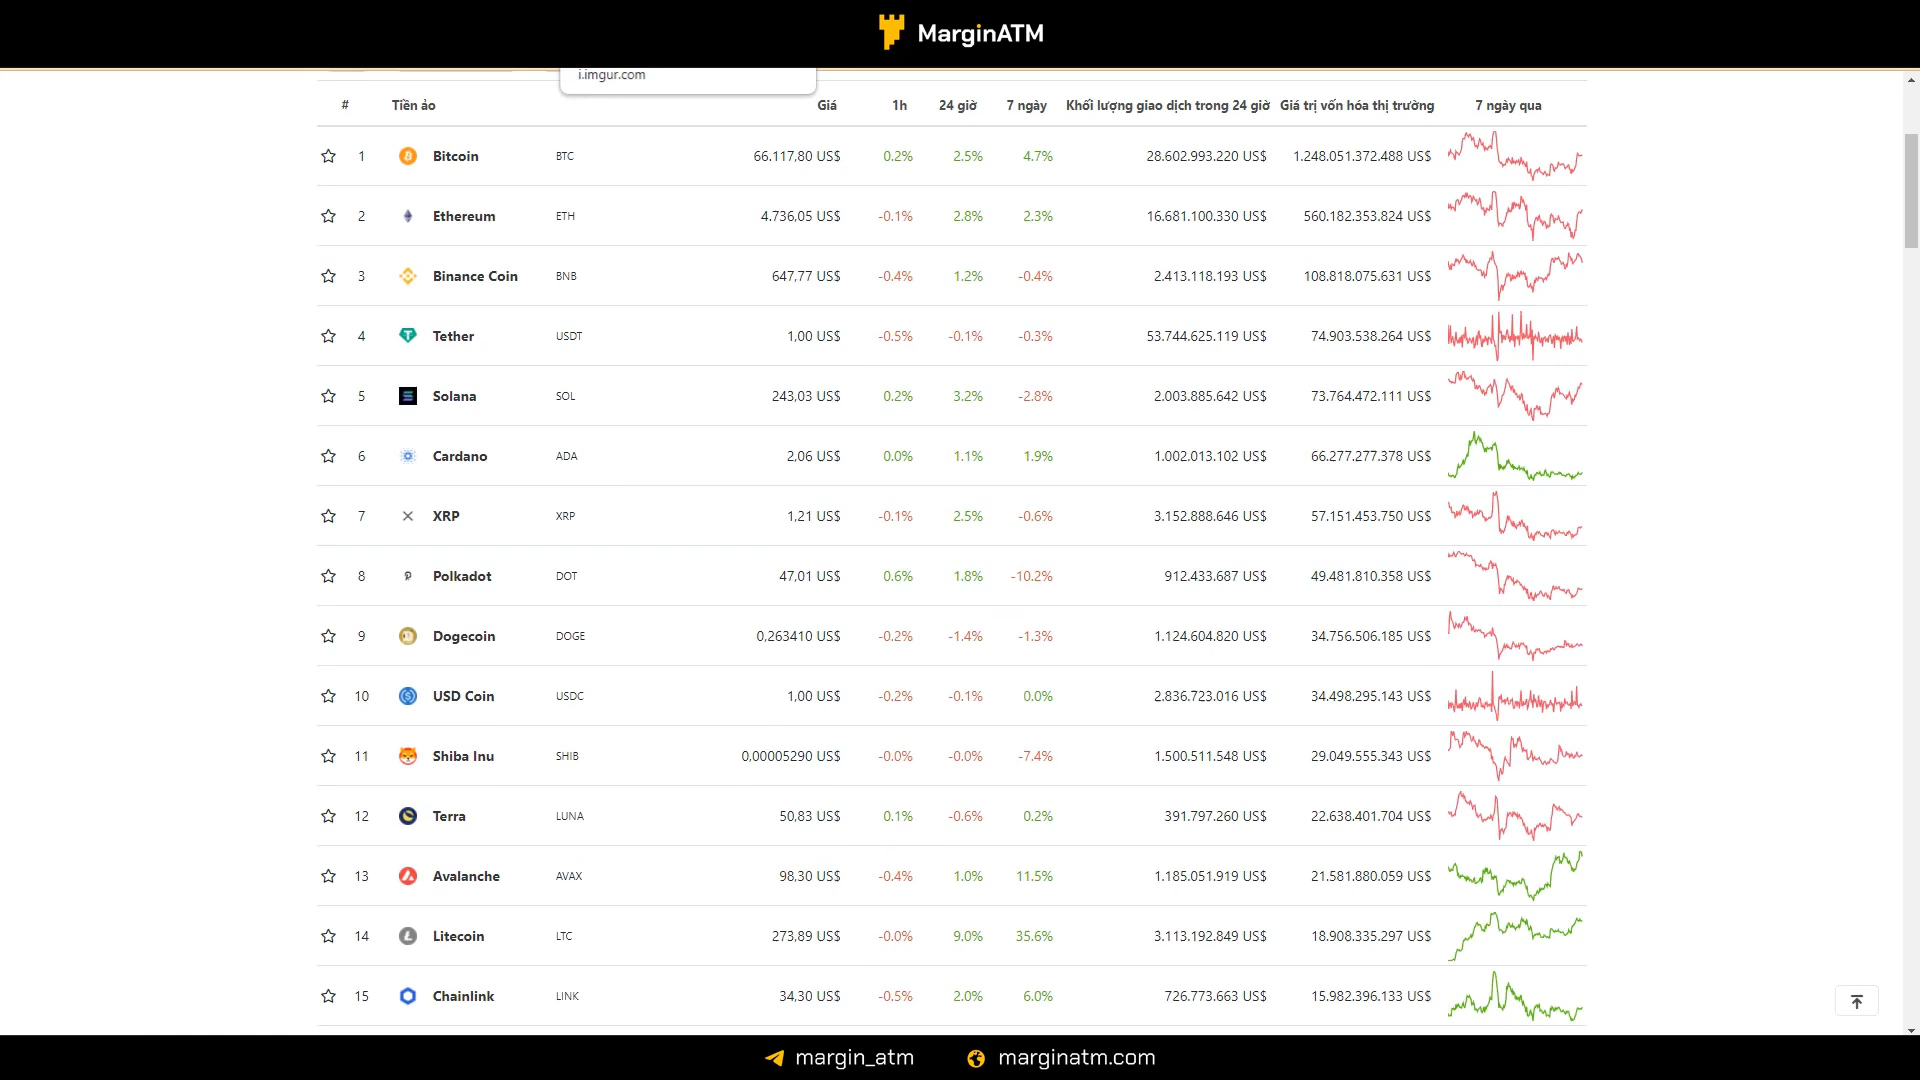 MarginATM
i.imgur.com
# Tiền ảo Giá 1h 24 giờ 7 ngày Khối lượng giao dịch trong 24 giờ Giá trị vốn hóa thị trường 7 ngày qua
1 Bitcoin BTC 66.117,80 US$ 0.2% 2.5% 4.7% 28.602.993.220 US$ 1.248.051.372.488 US$
2 Ethereum ETH 4.736,05 US$ -0.1% 2.8% 2.3% 16.681.100.330 US$ 560.182.353.824 US$
3 Binance Coin BNB 647,77 US$ -0.4% 1.2% -0.4% 2.413.118.193 US$ 108.818.075.631 US$
4 Tether USDT 1,00 US$ -0.5% -0.1% -0.3% 53.744.625.119 US$ 74.903.538.264 US$
5 Solana SOL 243,03 US$ 0.2% 3.2% -2.8% 2.003.885.642 US$ 73.764.472.111 US$
6 Cardano ADA 2,06 US$ 0.0% 1.1% 1.9% 1.002.013.102 US$ 66.277.277.378 US$
7 XRP XRP 1,21 US$ -0.1% 2.5% -0.6% 3.152.888.646 US$ 57.151.453.750 US$
8 Polkadot DOT 47,01 US$ 0.6% 1.8% -10.2% 912.433.687 US$ 49.481.810.358 US$
9 Dogecoin DOGE 0,263410 US$ -0.2% -1.4% -1.3% 1.124.604.820 US$ 34.756.506.185 US$
10 USD Coin USDC 1,00 US$ -0.2% -0.1% 0.0% 2.836.723.016 US$ 34.498.295.143 US$
11 Shiba Inu SHIB 0,00005290 US$ -0.0% -0.0% -7.4% 1.500.511.548 US$ 29.049.555.343 US$
12 Terra LUNA 50,83 US$ 0.1% -0.6% 0.2% 391.797.260 US$ 22.638.401.704 US$
13 Avalanche AVAX 98,30 US$ -0.4% 1.0% 11.5% 1.185.051.919 US$ 21.581.880.059 US$
14 Litecoin LTC 273,89 US$ -0.0% 9.0% 35.6% 3.113.192.849 US$ 18.908.335.297 US$
15 Chainlink LINK 34,30 US$ -0.5% 2.0% 6.0% 726.773.663 US$ 15.982.396.133 US$
margin_atm marginatm.com